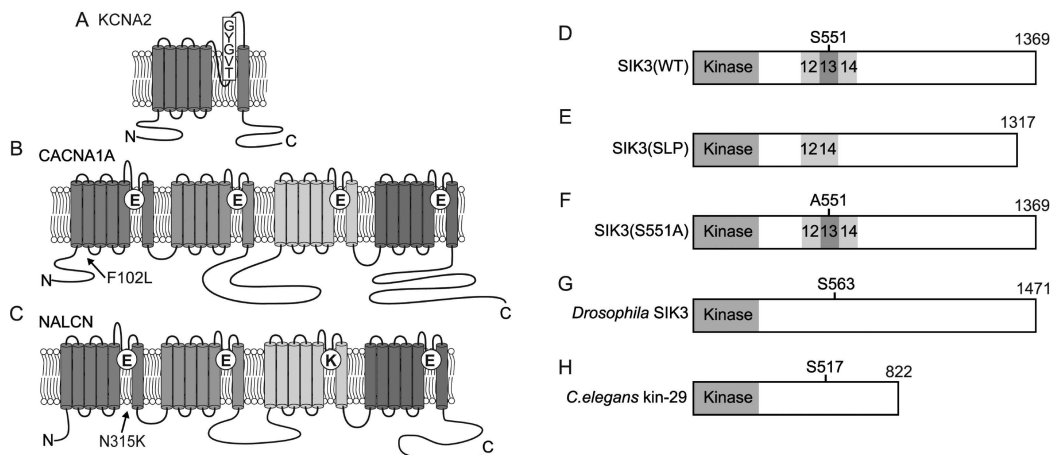 A KCNA2
G
Y
G
V
T
N
C
B
CACNA1A
E E E E
F102L
N
C
C
NALCN
E E K E
N
N315K
C
D
S551
1369
SIK3(WT) Kinase 12 13 14
E
1317
SIK3(SLP) Kinase 12 14
F
A551
1369
SIK3(S551A) Kinase 12 13 14
G
S563
1471
Drosophila SIK3 Kinase
H
S517
822
C.elegans kin-29 Kinase